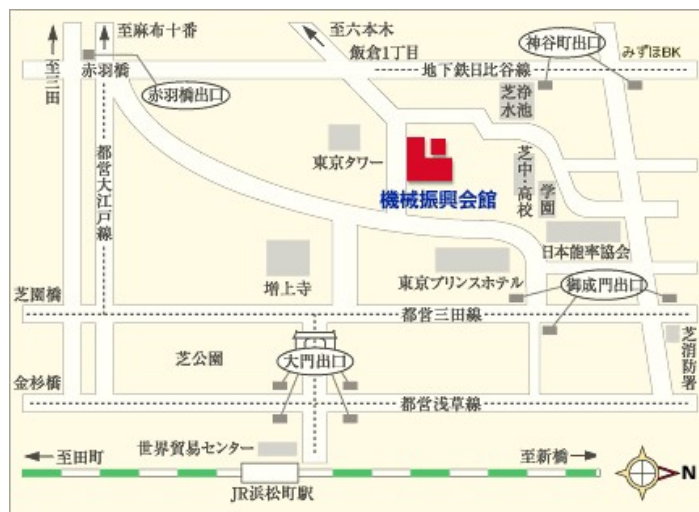 至麻布十番
至六本木
飯倉1丁目
神谷町出口
みずほBK
至三田
赤羽橋
地下鉄日比谷線
赤羽橋出口
芝浄水池
東京タワー
芝中・高校
学園
機械振興会館
都営大江戸線
日本能率協会
増上寺
東京プリンスホテル
御成門出口
芝園橋
都営三田線
芝公園
大門出口
芝消防署
金杉橋
都営浅草線
世界貿易センター
至田町
至新橋
N
JR浜松町駅